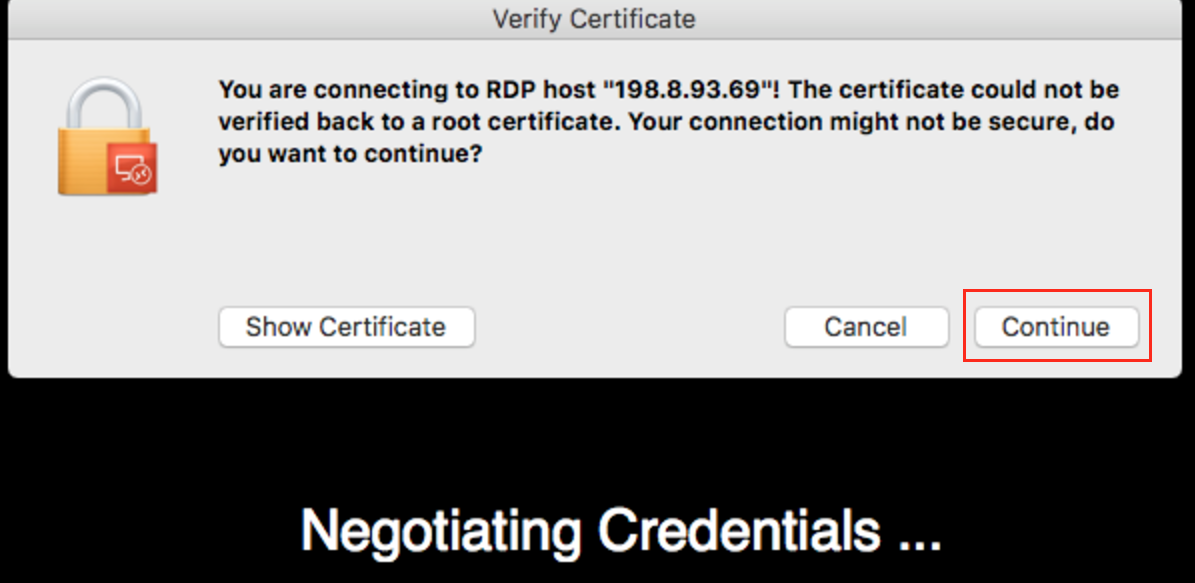 Verify Certificate
You are connecting to RDP host "198.8.93.69"! The certificate could not be
verified back to a root certificate. Your connection might not be secure, do
you want to continue?
Show Certificate
Cancel
Continue
Negotiating Credentials ...